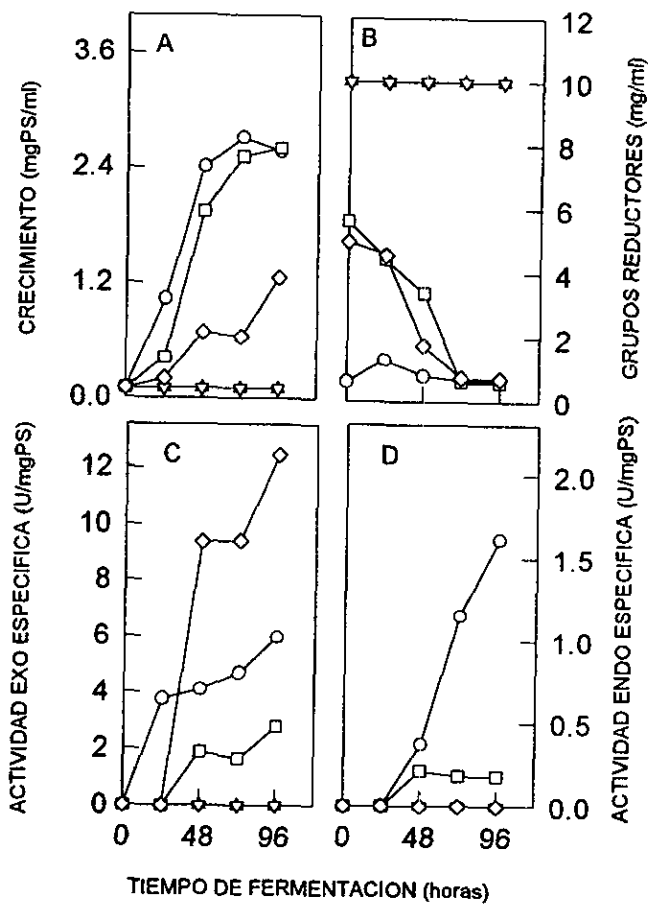 A
B
3.6
2.4
1.2
0.0
CRECIMIENTO (mgPS/ml)
12
10
8
6
4
2
0
GRUPOS REDUCTORES (mg/ml)
C
D
12
10
8
6
4
2
0
ACTIVIDAD EXO ESPECIFICA (U/mgPS)
2.0
1.5
1.0
0.5
0.0
ACTIVIDAD ENDO ESPECIFICA (U/mgPS)
0 48 96
0 48 96
TIEMPO DE FERMENTACION (horas)